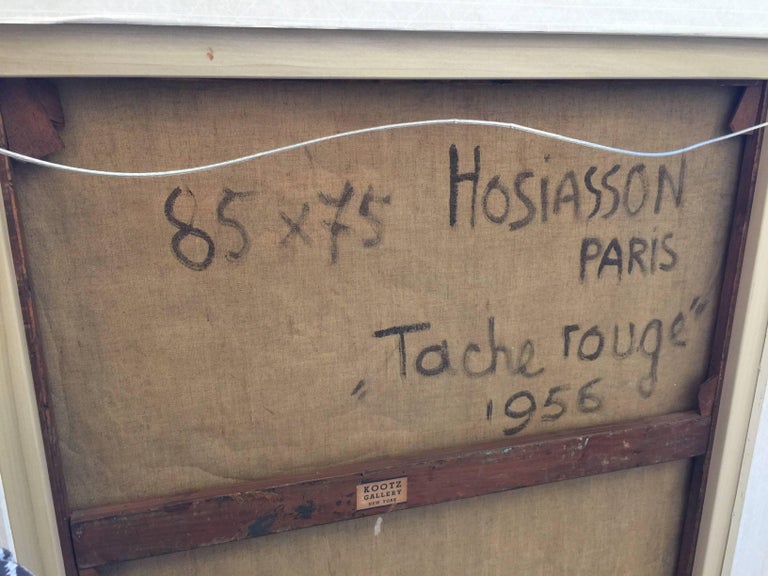 85 x 75 HOSIASSON
PARIS
„Tache rouge"
1956
KOOTZ
GALLERY
NEW YORK